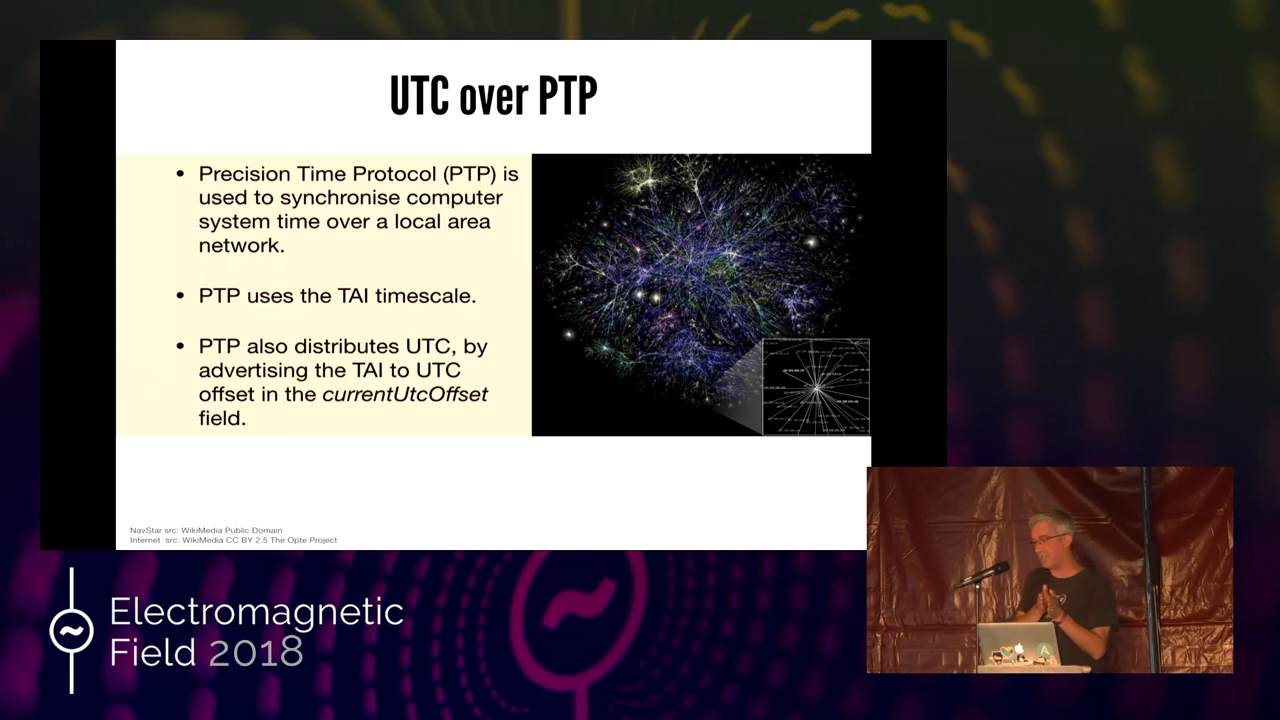 UTC over PTP
• Precision Time Protocol (PTP) is
used to synchronise computer
system time over a local area
network.
• PTP uses the TAI timescale.
• PTP also distributes UTC, by
advertising the TAI to UTC
offset in the currentUtcOffset
field.
NavStar src: WikiMedia Public Domain
Internet src: WikiMedia CC BY 2.5 The Opte Project
Electromagnetic
Field 2018